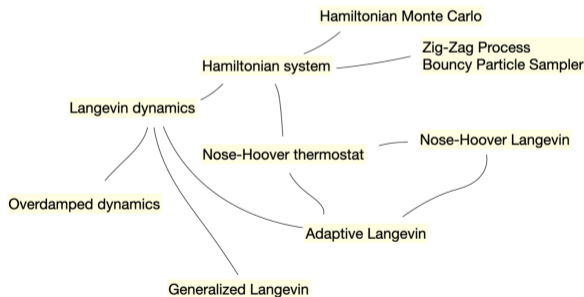 Hamiltonian Monte Carlo
Zig-Zag Process
Bouncy Particle Sampler
Hamiltonian system
Langevin dynamics
Nose-Hoover Langevin
Nose-Hoover thermostat
Overdamped dynamics
Adaptive Langevin
Generalized Langevin